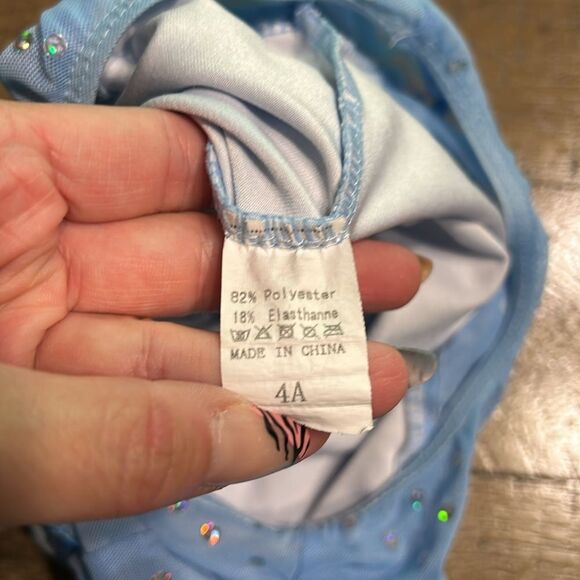 82% Polyester
18% Elasthanne
MADE IN CHINA
4A